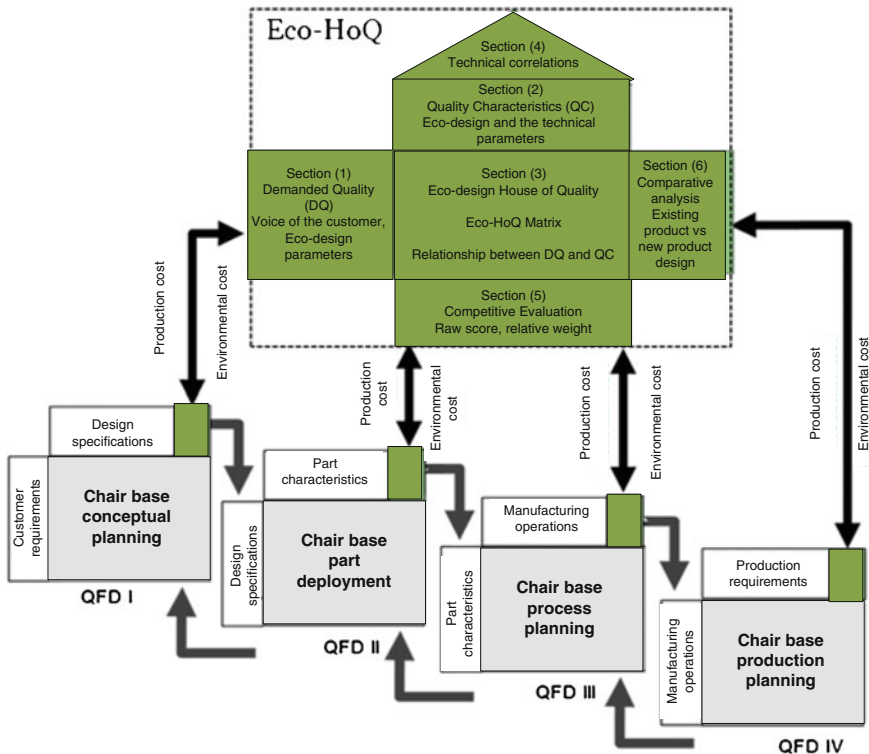 Eco-HoQ
Section (4)
Technical correlations
Section (2)
Quality Characteristics (QC)
Eco-design and the technical
parameters
Section (1)
Demanded Quality
(DQ)
Voice of the customer,
Eco-design
parameters
Section (3)
Eco-design House of Quality
Eco-HoQ Matrix
Relationship between DQ and QC
Section (6)
Comparative
analysis
Existing
product vs
new product
design
Section (5)
Competitive Evaluation
Raw score, relative weight
Production cost
Environmental cost
Production
cost
Environmental
cost
Production cost
Environmental cost
Production cost
Environmental cost
Design
specifications
Customer
requirements
Chair base
conceptual
planning
QFD I
Part
characteristics
Design
specifications
Chair base
part
deployment
QFD II
Manufacturing
operations
Part
characteristics
Chair base
process
planning
QFD III
Production
requirements
Manufacturing
operations
Chair base
production
planning
QFD IV